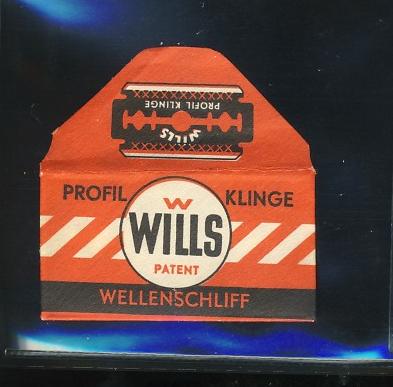 PROFIL KLINGE
WILLS
PROFIL KLINGE
W
WILLS
PATENT
WELLENSCHLIFF